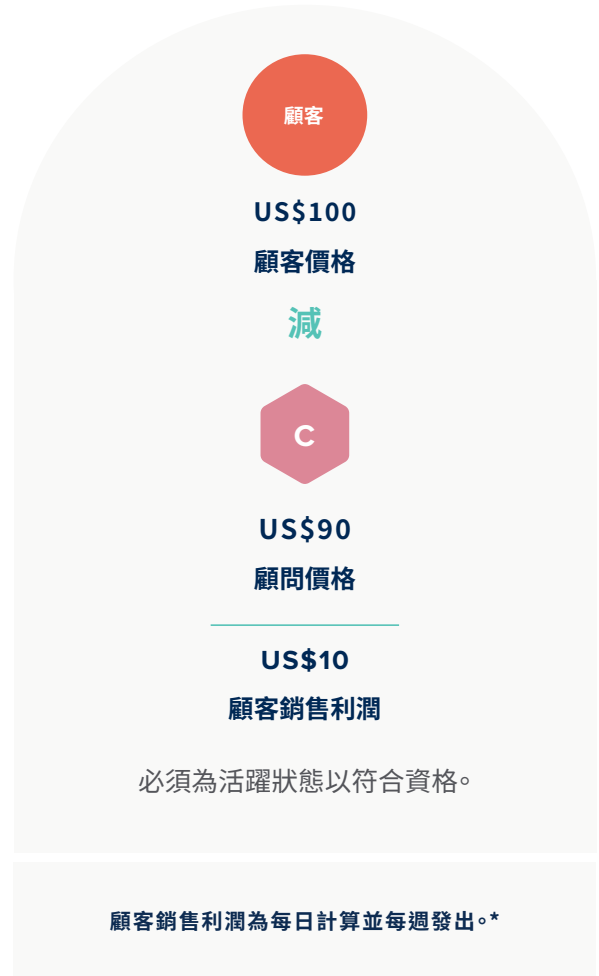 顧客
US$100
顧客價格
減
C
US$90
顧問價格
US$10
顧客銷售利潤
必須為活躍狀態以符合資格。
顧客銷售利潤為每日計算並每週發出。*